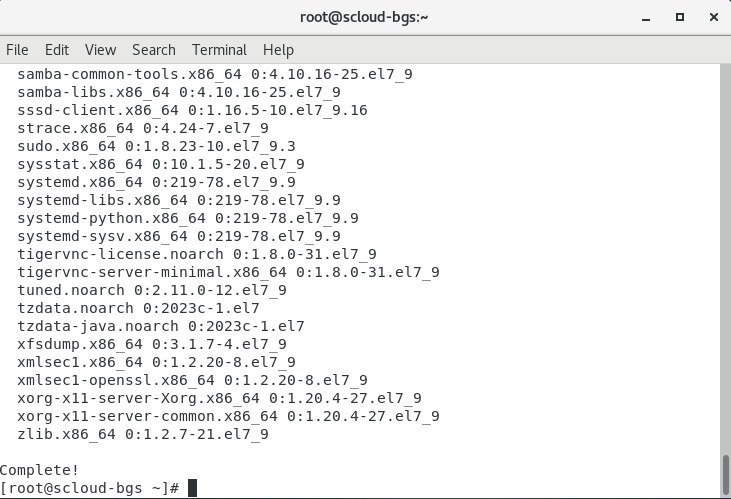 root@scloud-bgs:~
File Edit View Search Terminal Help
samba-common-tools.x86_64 0:4.10.16-25.el7_9
samba-libs.x86_64 0:4.10.16-25.el7_9
sssd-client.x86_64 0:1.16.5-10.el7_9.16
strace.x86_64 0:4.24-7.el7_9
sudo.x86_64 0:1.8.23-10.el7_9.3
sysstat.x86_64 0:10.1.5-20.el7_9
systemd.x86_64 0:219-78.el7_9.9
systemd-libs.x86_64 0:219-78.el7_9.9
systemd-python.x86_64 0:219-78.el7_9.9
systemd-sysv.x86_64 0:219-78.el7_9.9
tigervnc-license.noarch 0:1.8.0-31.el7_9
tigervnc-server-minimal.x86_64 0:1.8.0-31.el7_9
tuned.noarch 0:2.11.0-12.el7_9
tzdata.noarch 0:2023c-1.el7
tzdata-java.noarch 0:2023c-1.el7
xfsdump.x86_64 0:3.1.7-4.el7_9
xmlsec1.x86_64 0:1.2.20-8.el7_9
xmlsec1-openssl.x86_64 0:1.2.20-8.el7_9
xorg-x11-server-Xorg.x86_64 0:1.20.4-27.el7_9
xorg-x11-server-common.x86_64 0:1.20.4-27.el7_9
zlib.x86_64 0:1.2.7-21.el7_9
Complete!
[root@scloud-bgs ~]#